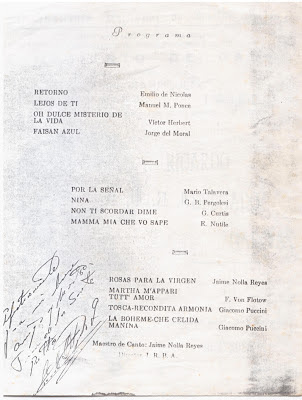 Programa
RETORNO Emilio de Nicolas
LEJOS DE TI Manuel M. Ponce
OH DULCE MISTERIO DE
LA VIDA Victor Herbert
FAISAN AZUL Jorge del Moral
POR LA SEÑAL Mario Talavera
NINA G. B. Pergolesi
NON TI SCORDAR DIME G. Curtis
MAMMA MIA CHE VO SAPE E. Nutile
ROSAS PARA LA VIRGEN Jaime Nolla Reyes
MARTHA M'APPARI
TUTT' AMOR F. Von Flotow
TOSCA-RECONDITA ARMONIA Giacomo Puccini
LA BOHEME-CHE GELIDA
MANINA Giacomo Puccini
Maestro de Canto: Jaime Nolla Reyes